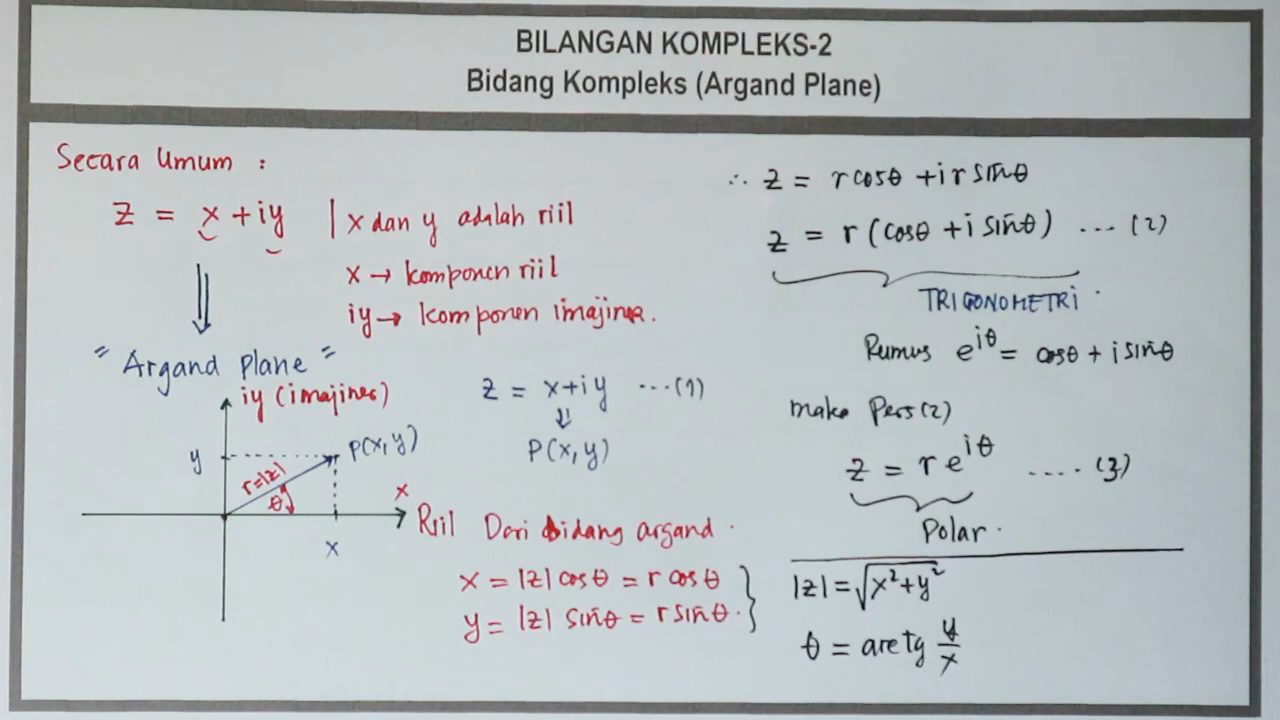 BILANGAN KOMPLEKS-2
Bidang Kompleks (Argand Plane)
Secara Umum :
z = x + iy | x dan y adalah riil
x → komponen riil
iy → komponen imajiner.
" Argand Plane "
iy (imajiner)
y
P(x, y)
r=|z|
θ
x
Riil
x
z = x+iy ....(1)
⇓
P(x, y)
Dari bidang argand .
x = |z| cos θ = r cos θ
y = |z| sin θ = r sin θ .
∴ z = r cos θ + i r sin θ
z = r (cos θ + i sin θ) .... (2)
TRIGONOMETRI .
Rumus e^{iθ} = cos θ + i sin θ
maka Pers(2)
z = r e^{iθ} ..... (3)
Polar .
|z| = √(x²+y²)
θ = arc tg y/x